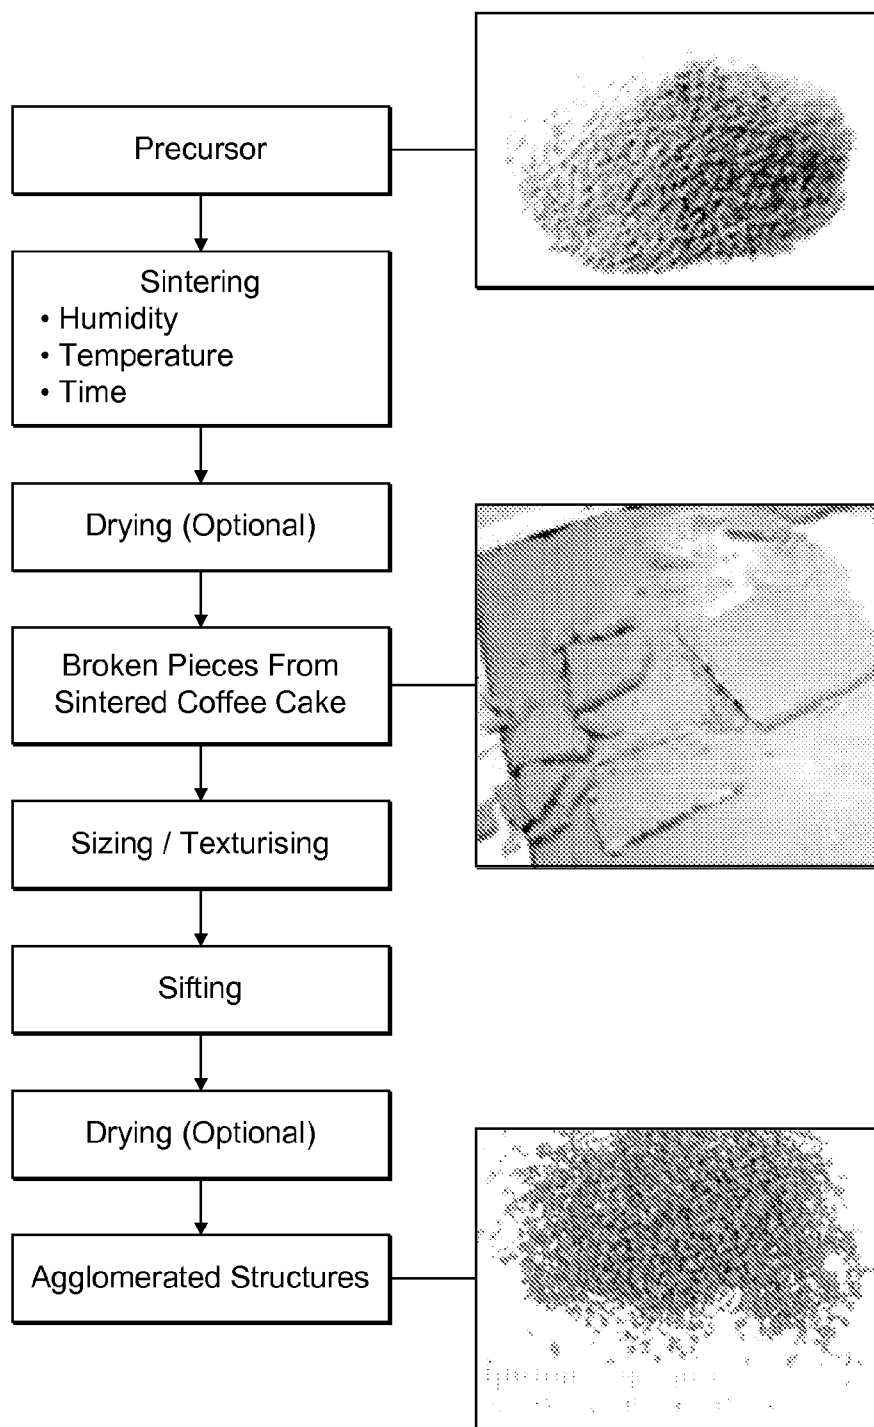 Precursor
Sintering
• Humidity
• Temperature
• Time
Drying (Optional)
Broken Pieces From
Sintered Coffee Cake
Sizing / Texturising
Sifting
Drying (Optional)
Agglomerated Structures